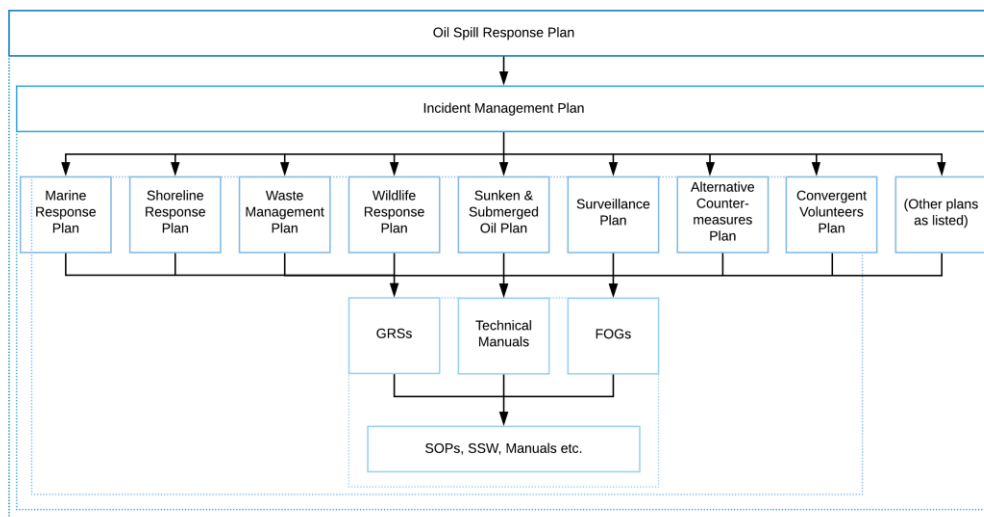 Oil Spill Response Plan
Incident Management Plan
Marine
Response
Plan
Shoreline
Response
Plan
Waste
Management
Plan
Wildlife
Response
Plan
Sunken &
Submerged
Oil Plan
Surveillance
Plan
Alternative
Counter-
measures
Plan
Convergent
Volunteers
Plan
(Other plans
as listed)
GRSs
Technical
Manuals
FOGs
SOPs, SSW, Manuals etc.